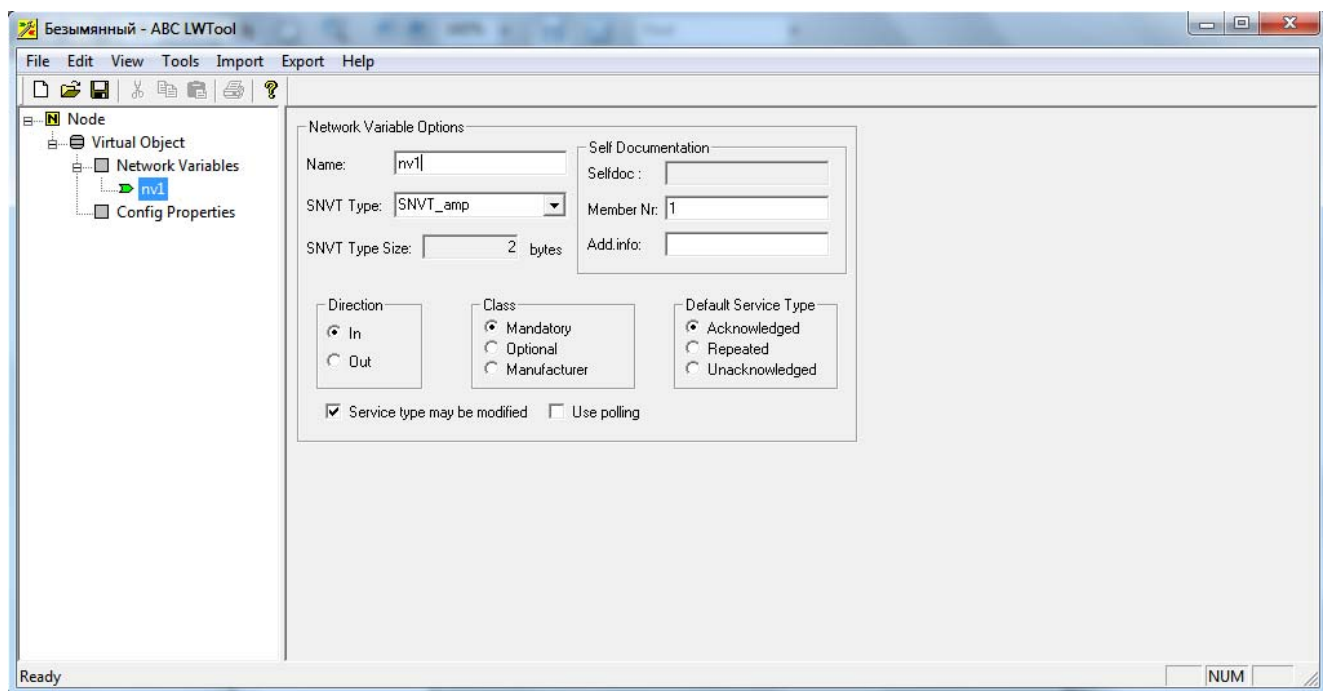 Безымянный - ABC LWTool
File Edit View Tools Import Export Help
Node
Virtual Object
Network Variables
nv1
Config Properties
Network Variable Options
Name: nv1
SNVT Type: SNVT_amp
SNVT Type Size: 2 bytes
Self Documentation
Selfdoc :
Member Nr: 1
Add.info:
Direction
In
Out
Class
Mandatory
Optional
Manufacturer
Default Service Type
Acknowledged
Repeated
Unacknowledged
Service type may be modified
Use polling
Ready
NUM